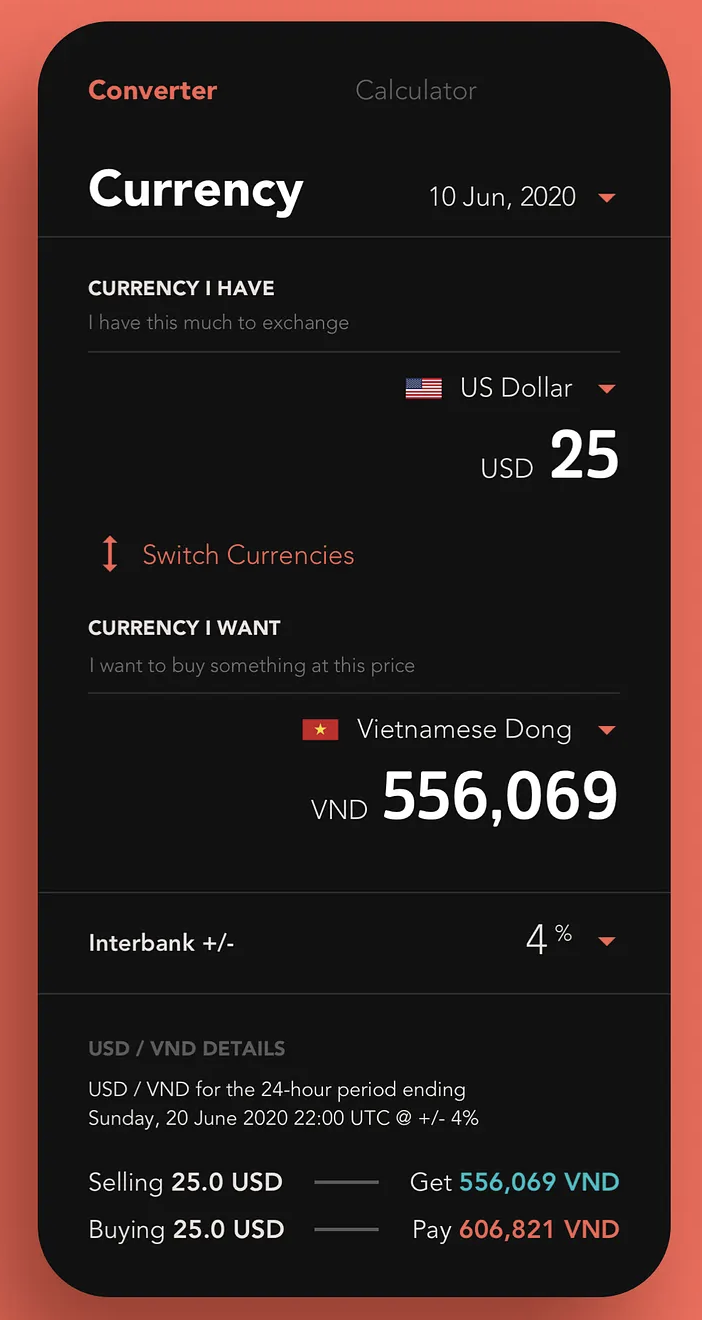 Converter Calculator
Currency 10 Jun, 2020
CURRENCY I HAVE
I have this much to exchange
US Dollar
USD 25
Switch Currencies
CURRENCY I WANT
I want to buy something at this price
Vietnamese Dong
VND 556,069
Interbank +/- 4 %
USD / VND DETAILS
USD / VND for the 24-hour period ending
Sunday, 20 June 2020 22:00 UTC @ +/- 4%
Selling 25.0 USD Get 556,069 VND
Buying 25.0 USD Pay 606,821 VND